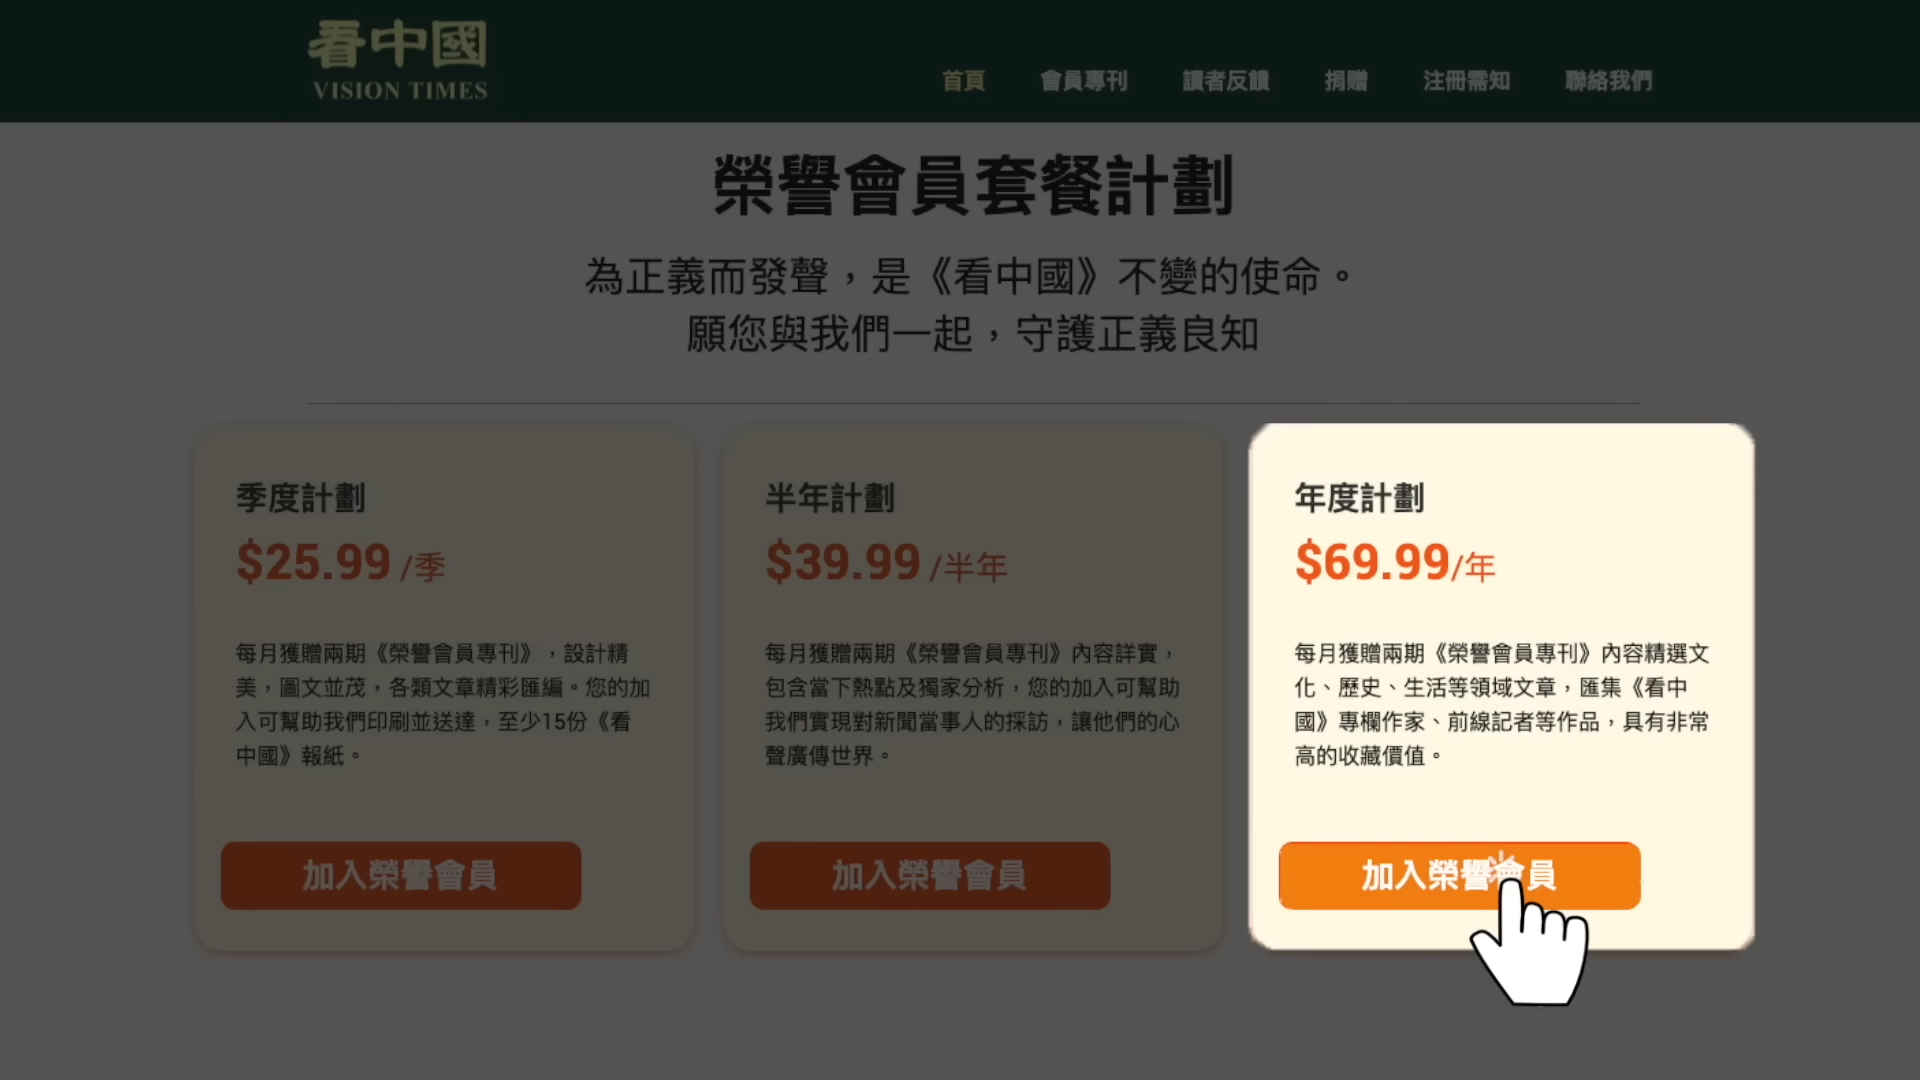 看中國
VISION TIMES
首頁 會員專刊 讀者反饋 捐贈 注冊需知 聯絡我們
榮譽會員套餐計劃
為正義而發聲，是《看中國》不變的使命。
願您與我們一起，守護正義良知
季度計劃
$25.99 /季
每月獲贈兩期《榮譽會員專刊》，設計精
美，圖文並茂，各類文章精彩匯編。您的加
入可幫助我們印刷並送達，至少15份《看
中國》報紙。
加入榮譽會員
半年計劃
$39.99 /半年
每月獲贈兩期《榮譽會員專刊》內容詳實，
包含當下熱點及獨家分析，您的加入可幫助
我們實現對新聞當事人的採訪，讓他們的心
聲廣傳世界。
加入榮譽會員
年度計劃
$69.99/年
每月獲贈兩期《榮譽會員專刊》內容精選文
化、歷史、生活等領域文章，匯集《看中
國》專欄作家、前線記者等作品，具有非常
高的收藏價值。
加入榮譽會員